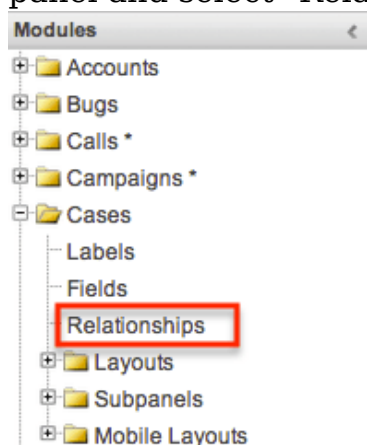 Modules
Accounts
Bugs
Calls *
Campaigns *
Cases
Labels
Fields
Relationships
Layouts
Subpanels
Mobile Layouts